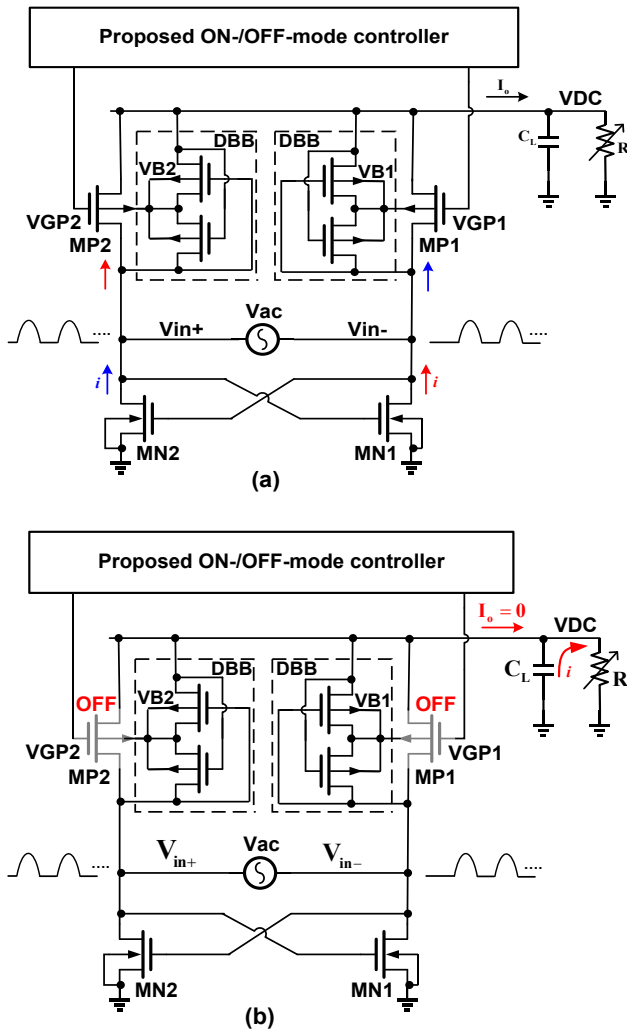 Proposed ON-/OFF-mode controller
Io
VDC
DBB
DBB
CL
R
VB2
VB1
VGP2
VGP1
MP2
MP1
Vac
....
Vin+
Vin-
....
i
i
MN2
MN1
(a)
Proposed ON-/OFF-mode controller
Io = 0
VDC
DBB
DBB
CL
i
R
OFF
VB2
VB1
OFF
VGP2
VGP1
MP2
MP1
Vac
....
Vin+
Vin−
....
MN2
MN1
(b)